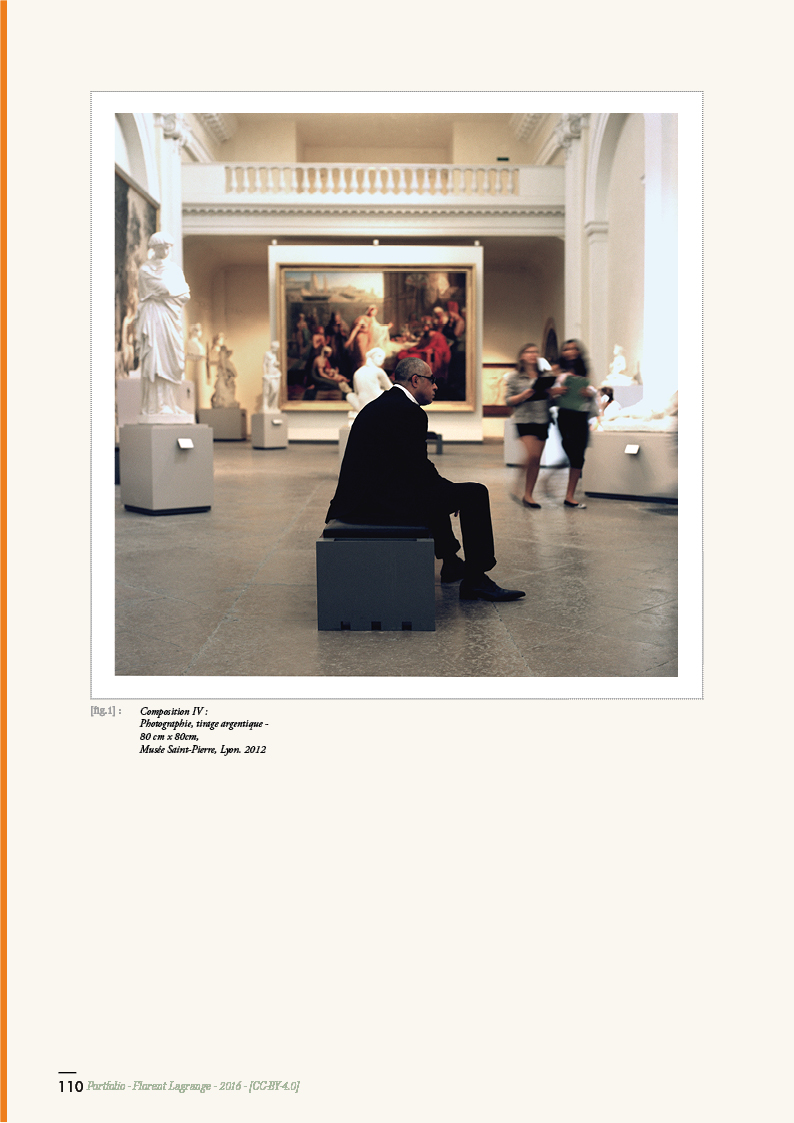 [fig.1] : Composition IV :
Photographie, tirage argentique -
80 cm x 80cm,
Musée Saint-Pierre, Lyon. 2012
110 Portfolio - Florent Lagrange - 2016 - [CC-BY-4.0]